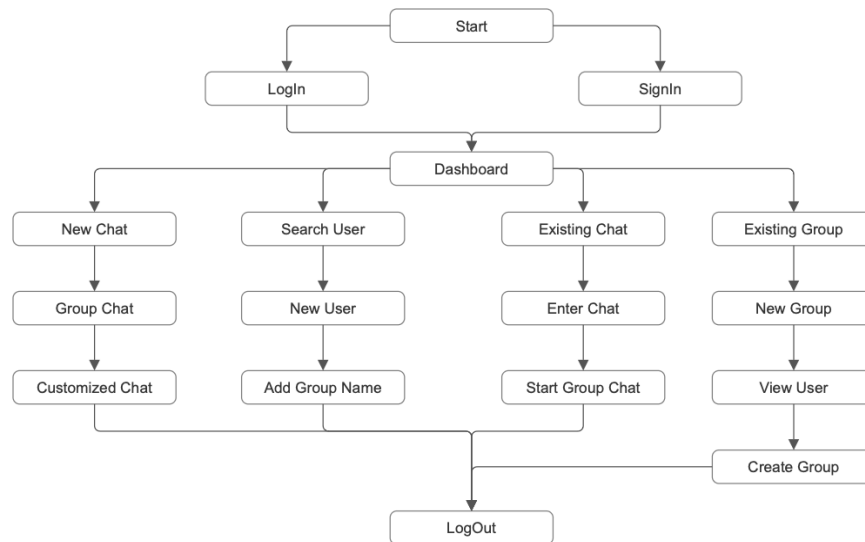 Start
LogIn
SignIn
Dashboard
New Chat
Search User
Existing Chat
Existing Group
Group Chat
New User
Enter Chat
New Group
Customized Chat
Add Group Name
Start Group Chat
View User
Create Group
LogOut